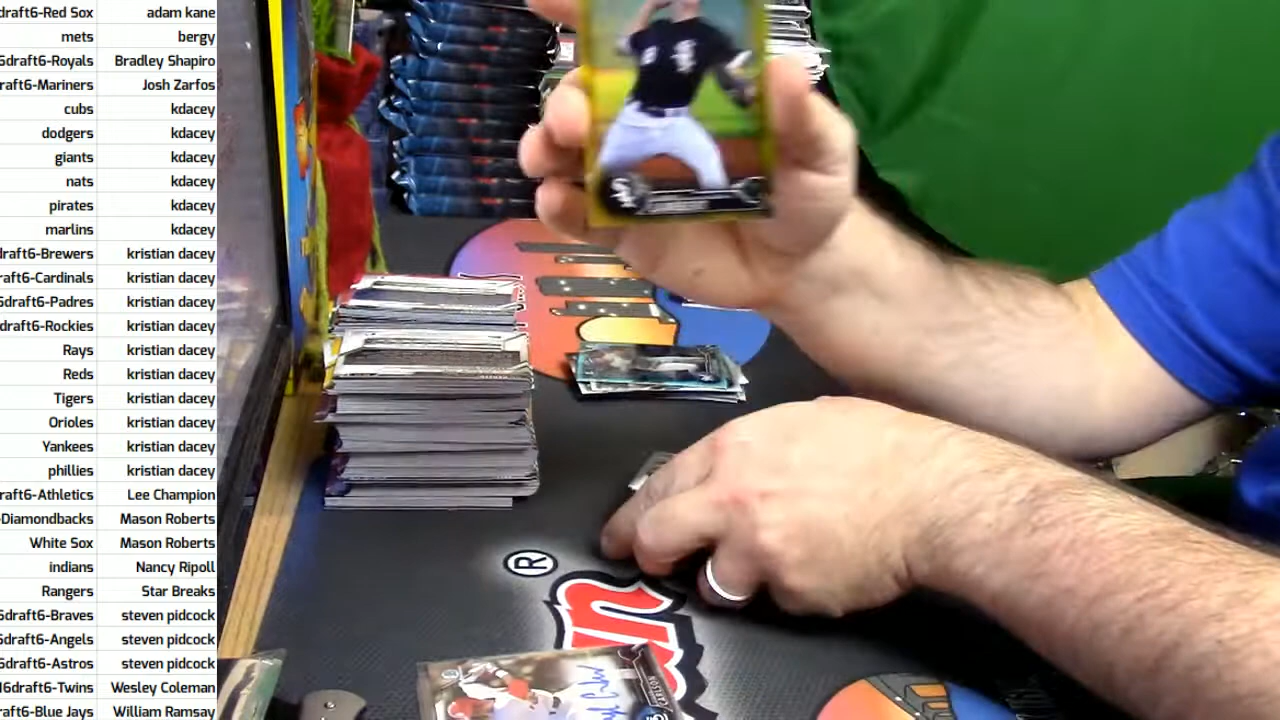 draft6-Red Sox adam kane
mets bergy
6draft6-Royals Bradley Shapiro
raft6-Mariners Josh Zarfos
cubs kdacey
dodgers kdacey
giants kdacey
nats kdacey
pirates kdacey
marlins kdacey
draft6-Brewers kristian dacey
raft6-Cardinals kristian dacey
6draft6-Padres kristian dacey
draft6-Rockies kristian dacey
Rays kristian dacey
Reds kristian dacey
Tigers kristian dacey
Orioles kristian dacey
Yankees kristian dacey
phillies kristian dacey
raft6-Athletics Lee Champion
-Diamondbacks Mason Roberts
White Sox Mason Roberts
indians Nancy Ripoll
Rangers Star Breaks
6draft6-Braves steven pidcock
6draft6-Angels steven pidcock
6draft6-Astros steven pidcock
16draft6-Twins Wesley Coleman
raft6-Blue Jays William Ramsay
®
CARLSON